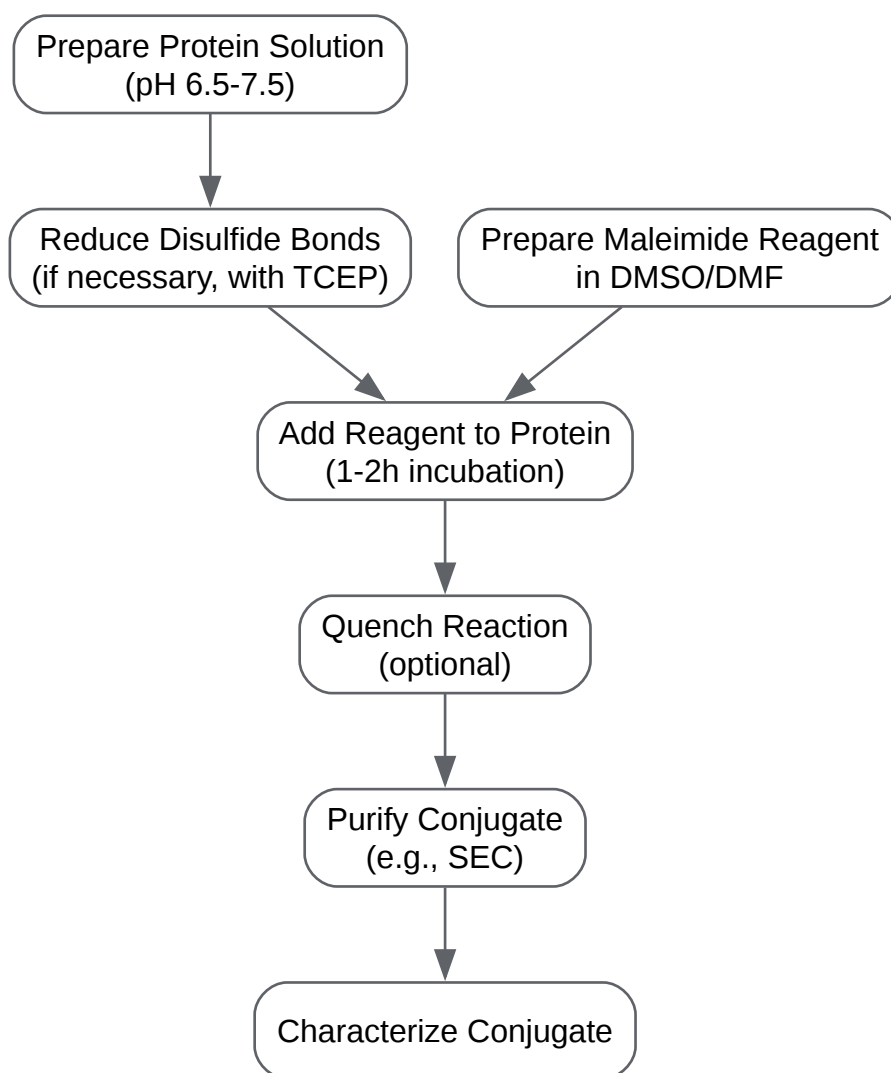 Prepare Protein Solution
(pH 6.5-7.5)
Reduce Disulfide Bonds
(if necessary, with TCEP)
Prepare Maleimide Reagent
in DMSO/DMF
Add Reagent to Protein
(1-2h incubation)
Quench Reaction
(optional)
Purify Conjugate
(e.g., SEC)
Characterize Conjugate